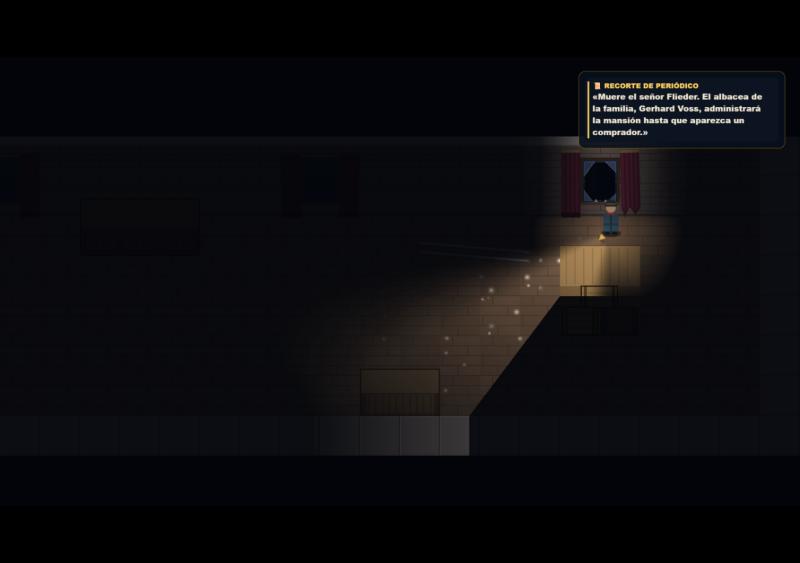 RECORTE DE PERIÓDICO
«Muere el señor Flieder. El albacea de
la familia, Gerhard Voss, administrará
la mansión hasta que aparezca un
comprador.»